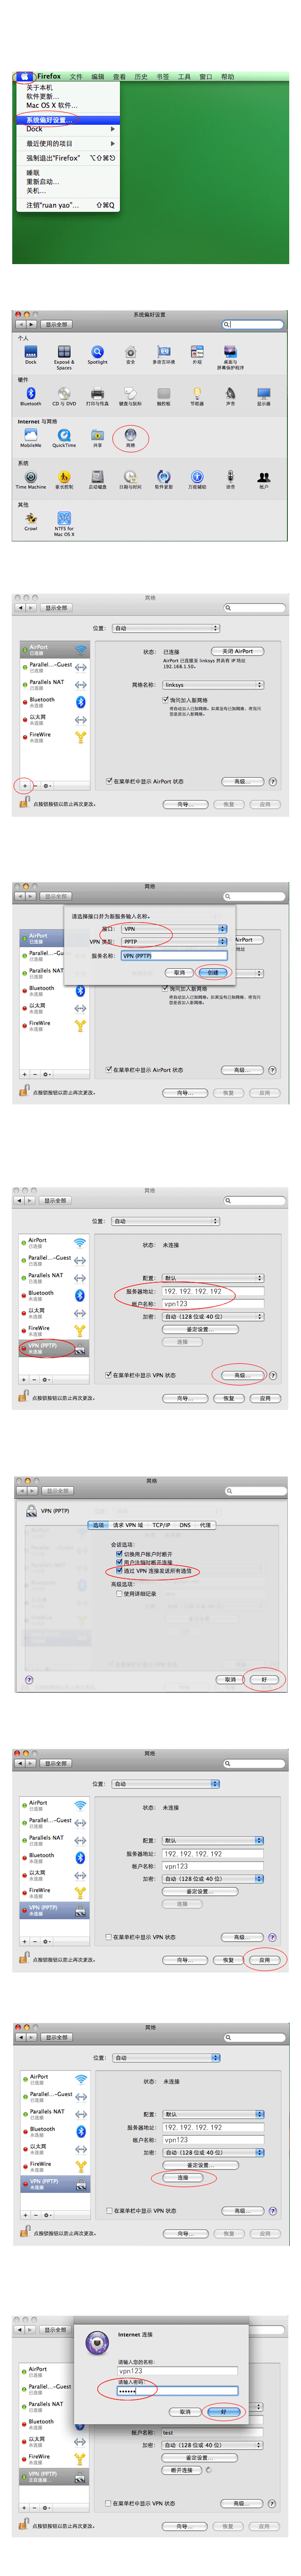 Firefox 文件 编辑 查看 历史 书签 工具 窗口 帮助
关于本机
软件更新…
Mac OS X 软件…
系统偏好设置…
Dock
最近使用的项目
强制退出“Firefox” ⌥⇧⌘⎋
睡眠
重新启动…
关机…
注销“ruan yao”… ⇧⌘Q
系统偏好设置
显示全部
个人
Dock Exposé & Spaces Spotlight 安全 多语言环境 外观 桌面与屏幕保护程序
硬件
Bluetooth CD 与 DVD 打印与传真 键盘与鼠标 触控板 节能器 声音 显示器
Internet 与网络
MobileMe QuickTime 共享 网络
系统
Time Machine 家长控制 启动磁盘 日期与时间 软件更新 万能辅助 语音 帐户
其他
Growl NTFS for Mac OS X
网络
显示全部
位置： 自动
AirPort
已连接
Parallel...-Guest
已连接
Parallels NAT
已连接
Bluetooth
未连接
以太网
未连接
FireWire
未连接
状态： 已连接 关闭 AirPort
AirPort 已连接至 linksys 并具有 IP 地址
192.168.1.50。
网络名称： linksys
询问加入新网络
将自动加入已知网络。如果没有已知网络，将询问
您是否加入新网络。
在菜单栏中显示 AirPort 状态 高级… ?
点按锁按钮以防止再次更改。 向导… 恢复 应用
网络
显示全部
请选择接口并为新服务输入名称。
接口： VPN
VPN 类型： PPTP
服务名称： VPN (PPTP)
取消 创建
AirPort
已连接
Parallel...-Guest
已连接
Parallels NAT
已连接
Bluetooth
未连接
以太网
未连接
FireWire
未连接
询问加入新网络
将自动加入已知网络。如果没有已知网络，将询问
您是否加入新网络。
在菜单栏中显示 AirPort 状态 高级… ?
点按锁按钮以防止再次更改。 向导… 恢复 应用
网络
显示全部
位置： 自动
AirPort
已连接
Parallel...-Guest
已连接
Parallels NAT
已连接
Bluetooth
未连接
以太网
未连接
FireWire
未连接
VPN (PPTP)
未连接
状态： 未连接
配置： 默认
服务器地址： 192.192.192.192
帐户名称： vpn123
加密： 自动（128 位或 40 位）
鉴定设置…
连接
在菜单栏中显示 VPN 状态 高级… ?
点按锁按钮以防止再次更改。 向导… 恢复 应用
网络
显示全部
VPN (PPTP)
选项 请求 VPN 域 TCP/IP DNS 代理
会话选项：
切换用户帐户时断开
用户注销时断开连接
通过 VPN 连接发送所有通信
高级选项：
使用详细记录
? 取消 好
网络
显示全部
位置： 自动
AirPort
已连接
Parallel...-Guest
已连接
Parallels NAT
已连接
Bluetooth
未连接
以太网
未连接
FireWire
未连接
VPN (PPTP)
未连接
状态： 未连接
配置： 默认
服务器地址： 192.192.192.192
帐户名称： vpn123
加密： 自动（128 位或 40 位）
鉴定设置…
连接
在菜单栏中显示 VPN 状态 高级… ?
点按锁按钮以防止再次更改。 向导… 恢复 应用
网络
显示全部
位置： 自动
AirPort
已连接
Parallel...-Guest
已连接
Parallels NAT
已连接
Bluetooth
未连接
以太网
未连接
FireWire
未连接
VPN (PPTP)
未连接
状态： 未连接
配置： 默认
服务器地址： 192.192.192.192
帐户名称： vpn123
加密： 自动（128 位或 40 位）
鉴定设置…
连接
在菜单栏中显示 VPN 状态 高级… ?
点按锁按钮以防止再次更改。 向导… 恢复 应用
显示全部
Internet 连接
请输入您的名称：
vpn123
请输入密码：
••••••
取消 好
AirPort
已连接
Parallel...-Guest
已连接
Parallels NAT
已连接
Bluetooth
未连接
以太网
未连接
FireWire
未连接
VPN (PPTP)
正在连接…
帐户名称： test
加密： 自动（128 位或 40 位）
鉴定设置…
断开连接
在菜单栏中显示 VPN 状态 高级… ?
点按锁按钮以防止再次更改。 向导… 恢复 应用